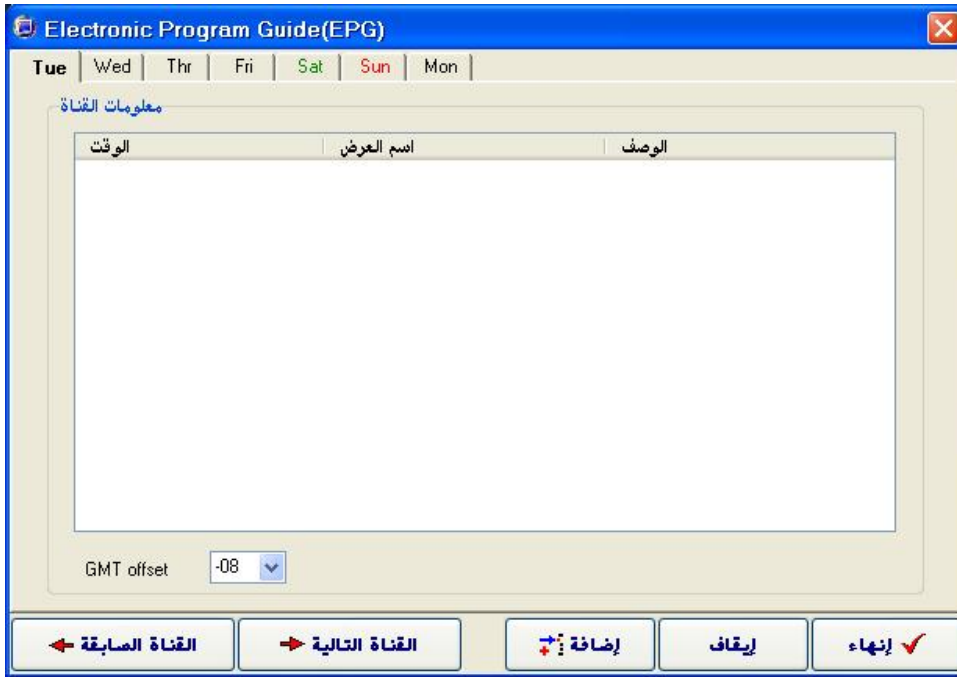 Electronic Program Guide(EPG)
Tue Wed Thr Fri Sat Sun Mon
معلومات القناة
الوقت اسم العرض الوصف
GMT offset -08
القناة السابقة القناة التالية إضافة إيقاف إنهاء